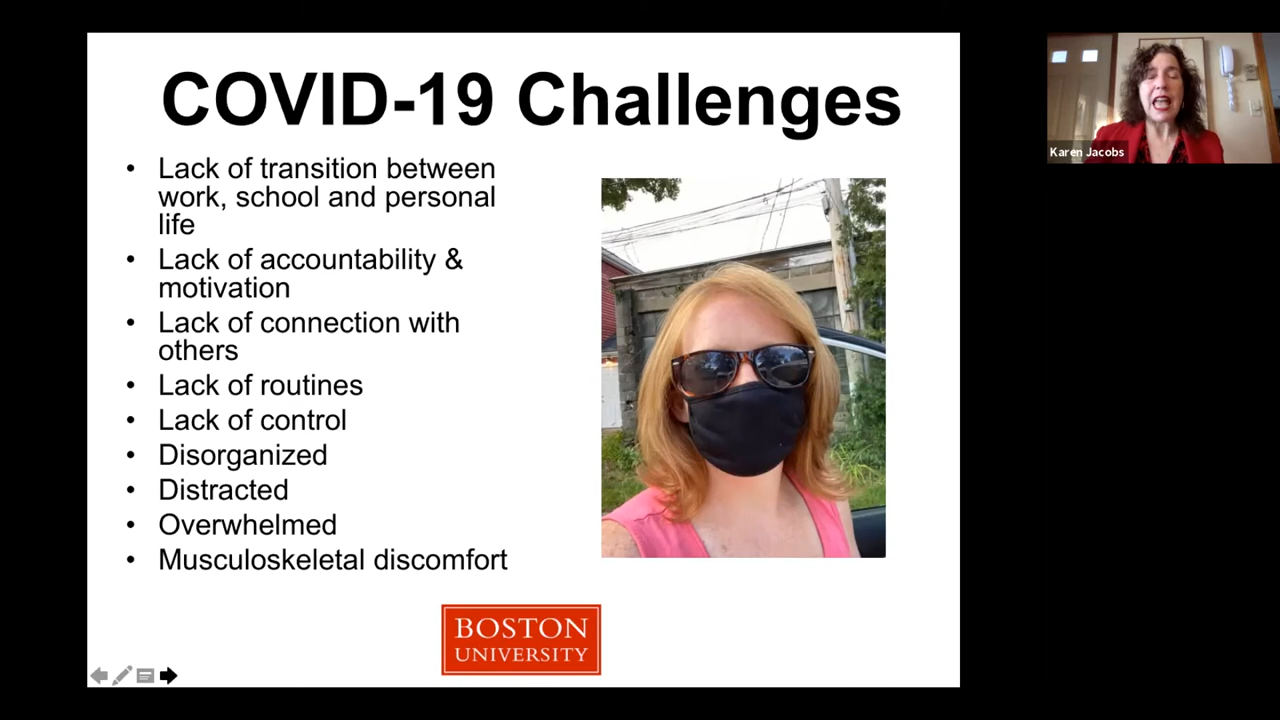 COVID-19 Challenges
• Lack of transition between
work, school and personal
life
• Lack of accountability &
motivation
• Lack of connection with
others
• Lack of routines
• Lack of control
• Disorganized
• Distracted
• Overwhelmed
• Musculoskeletal discomfort
BOSTON
UNIVERSITY
Karen Jacobs